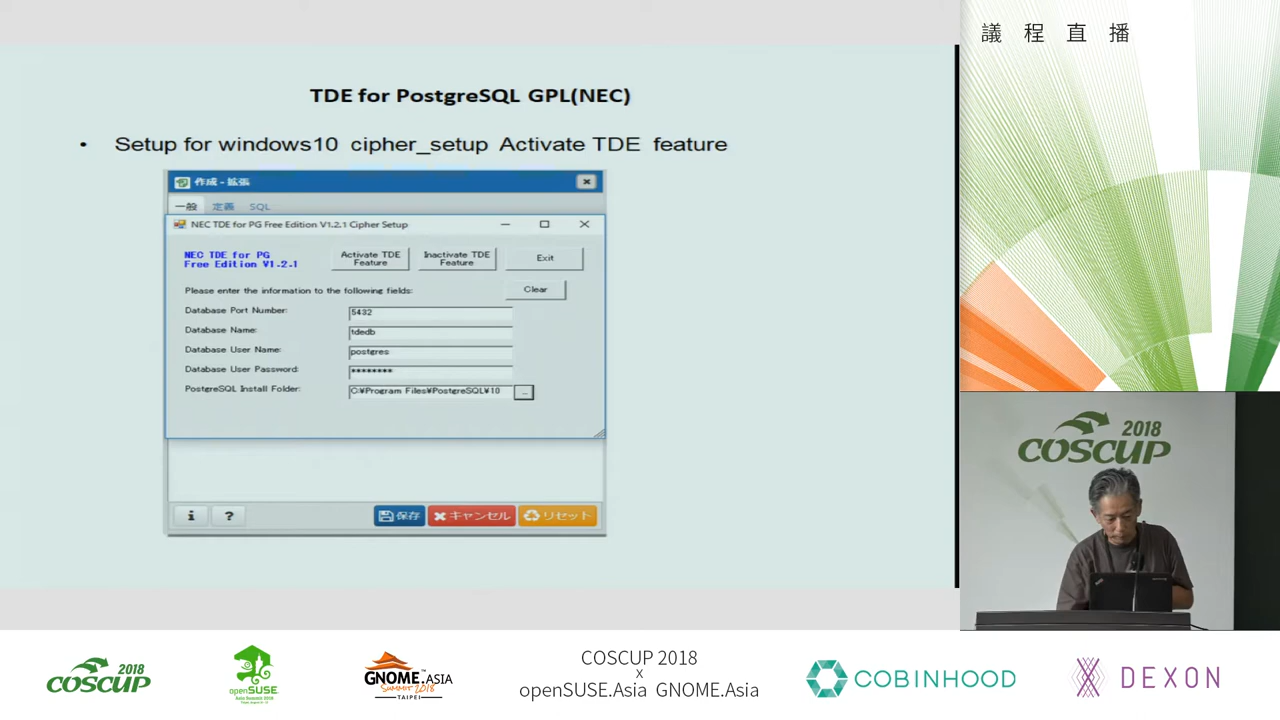 議程直播
TDE for PostgreSQL GPL(NEC)
• Setup for windows10 cipher_setup Activate TDE feature
作成 - 拡張
一般 定義 SQL
NEC TDE for PG Free Edition V1.2.1 Cipher Setup
NEC TDE for PG
Free Edition V1.2.1
Activate TDE
Feature
Inactivate TDE
Feature
Exit
Please enter the information to the following fields:
Clear
Database Port Number: 5432
Database Name: tdedb
Database User Name: postgres
Database User Password: ********
PostgreSQL Install Folder: C:¥Program Files¥PostgreSQL¥10 ...
i ? 保存 キャンセル リセット
2018
COSCUP
2018
COSCUP
openSUSE
GNOME.ASIA
SUMMIT 2018
TAIPEI
COSCUP 2018
x
openSUSE.Asia GNOME.Asia
COBINHOOD
DEXON